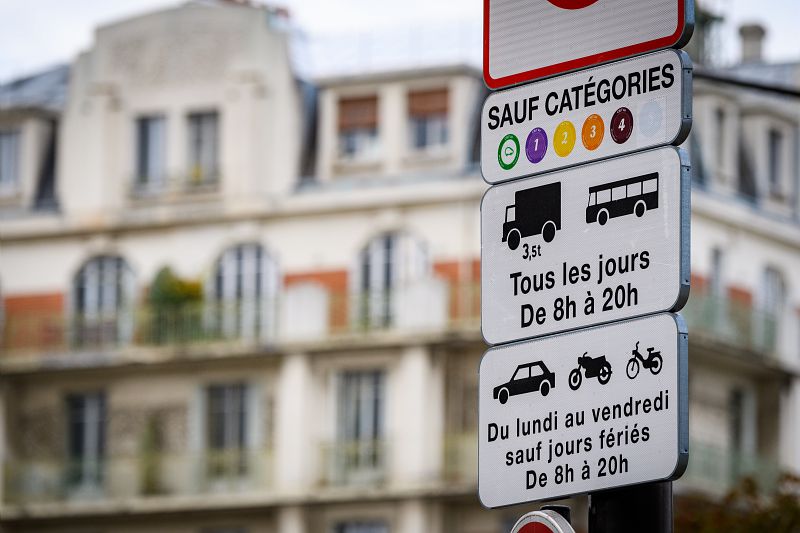 SAUF CATÉGORIES
1 2 3 4
3,5t
Tous les jours
De 8h à 20h
Du lundi au vendredi
sauf jours fériés
De 8h à 20h